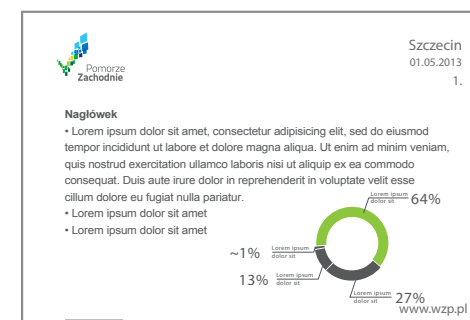 Szczecin
01.05.2013
1.
Pomorze
Zachodnie
Nagłówek
• Lorem ipsum dolor sit amet, consectetur adipisicing elit, sed do eiusmod
tempor incididunt ut labore et dolore magna aliqua. Ut enim ad minim veniam,
quis nostrud exercitation ullamco laboris nisi ut aliquip ex ea commodo
consequat. Duis aute irure dolor in reprehenderit in voluptate velit esse
cillum dolore eu fugiat nulla pariatur.
• Lorem ipsum dolor sit amet
• Lorem ipsum dolor sit amet
Lorem ipsum
dolor sit
64%
~1%
Lorem ipsum
dolor sit
13%
Lorem ipsum
dolor sit
Lorem ipsum
dolor sit
27%
www.wzp.pl